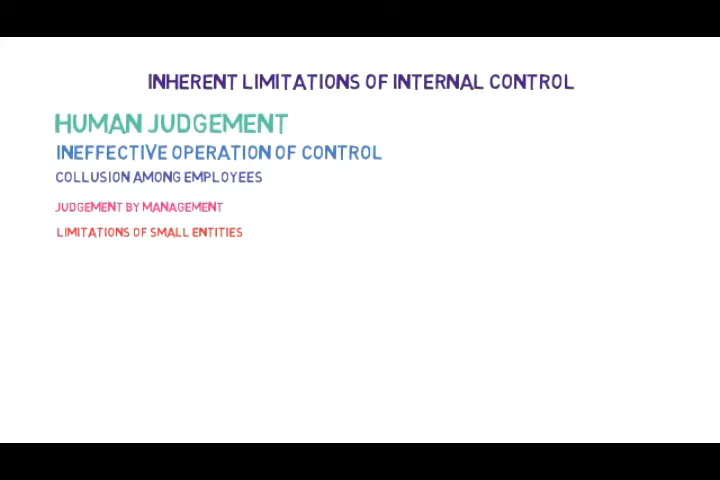 INHERENT LIMITATIONS OF INTERNAL CONTROL
HUMAN JUDGEMENT
INEFFECTIVE OPERATION OF CONTROL
COLLUSION AMONG EMPLOYEES
JUDGEMENT BY MANAGEMENT
LIMITATIONS OF SMALL ENTITIES